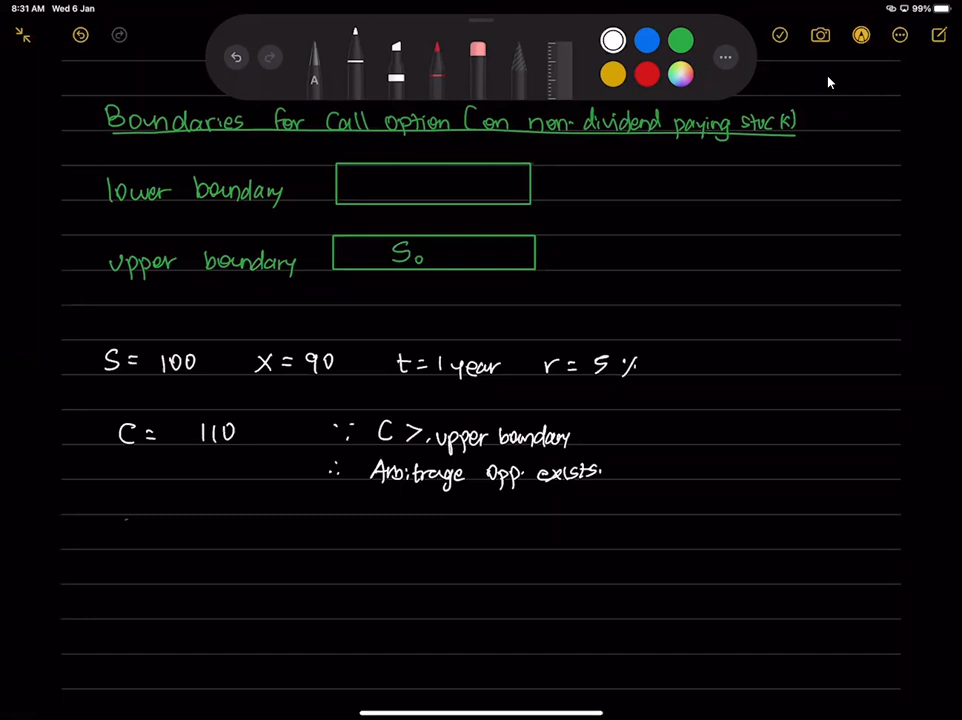 8:31 AM Wed 6 Jan 99%
A
Boundaries for Call option (on non-dividend paying stock)
lower boundary
upper boundary S₀
S = 100 X = 90 t = 1 year r = 5 %
C = 110 ∵ C > upper boundary
∴ Arbitrage opp. exists.